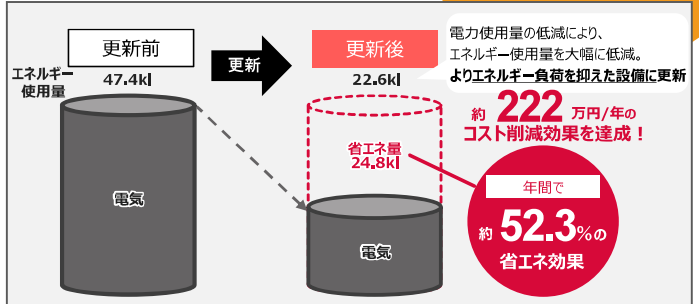 更新前
エネルギー
使用量
47.4kl
電気
更新
更新後
22.6kl
省エネ量
24.8kl
電気
電力使用量の低減により、
エネルギー使用量を大幅に低減。
よりエネルギー負荷を抑えた設備に更新
約 222 万円/年の
コスト削減効果を達成!
年間で
約 52.3%の
省エネ効果